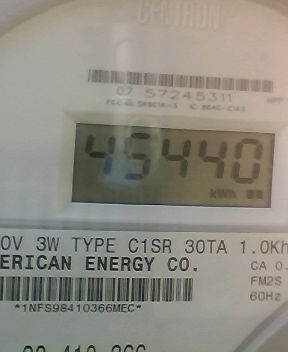 CENTRON
07 57245311
45440
kWh
0V 3W TYPE C1SR 30TA 1.0Kh
ERICAN ENERGY CO.
CA 0.
FM2S
60Hz
*1NFS98410366MEC*